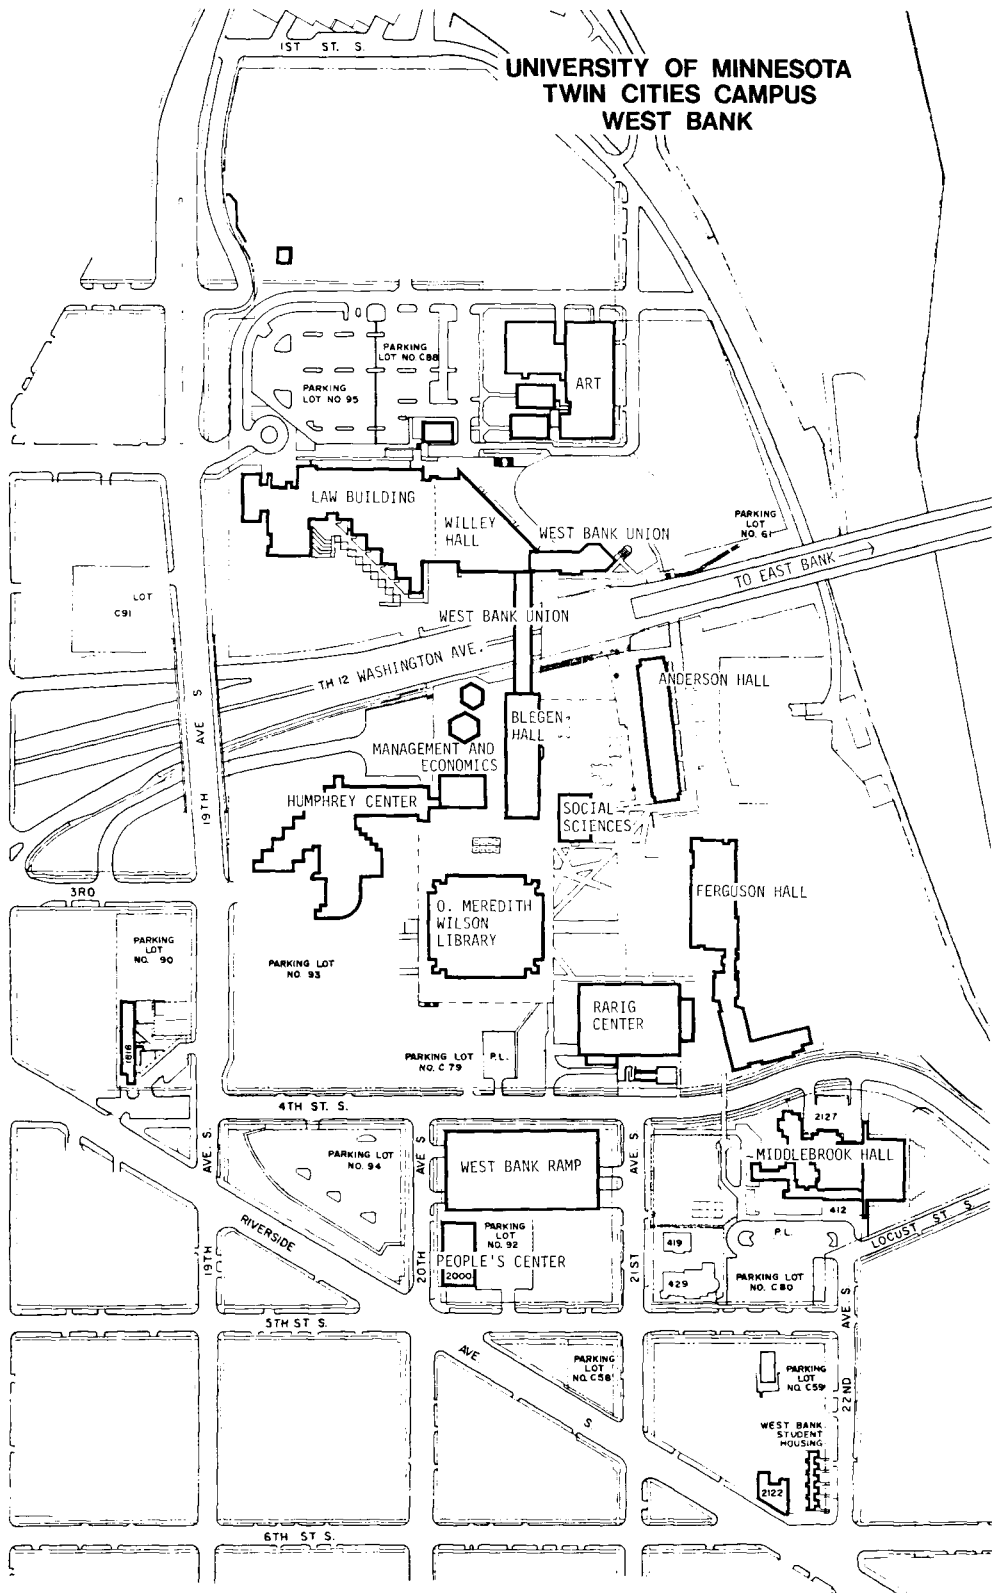 1ST ST. S.
UNIVERSITY OF MINNESOTA
TWIN CITIES CAMPUS
WEST BANK
PARKING
LOT NO. C88
PARKING
LOT NO. 95
ART
LAW BUILDING
WILLEY
HALL
WEST BANK UNION
PARKING
LOT
NO. 61
TO EAST BANK
LOT
C91
WEST BANK UNION
TH 12 WASHINGTON AVE.
ANDERSON HALL
BLEGEN
HALL
MANAGEMENT AND
ECONOMICS
HUMPHREY CENTER
SOCIAL
SCIENCES
19TH AVE S
3RD
FERGUSON HALL
O. MEREDITH
WILSON
LIBRARY
PARKING
LOT
NO. 90
PARKING LOT
NO. 93
RARIG
CENTER
1818
PARKING LOT
NO. C79
P.L.
4TH ST. S.
2127
PARKING LOT
NO. 94
WEST BANK RAMP
MIDDLEBROOK HALL
412
19TH AVE. S.
RIVERSIDE
20TH AVE S
21ST AVE. S
LOCUST ST S
PARKING
LOT
NO. 92
419
P.L.
PEOPLE'S CENTER
2000
429
PARKING LOT
NO. C80
5TH ST S.
AVE S.
PARKING
LOT
NO. C58
PARKING
LOT
NO. C59
22ND AVE. S
WEST BANK
STUDENT
HOUSING
2122
6TH ST S.